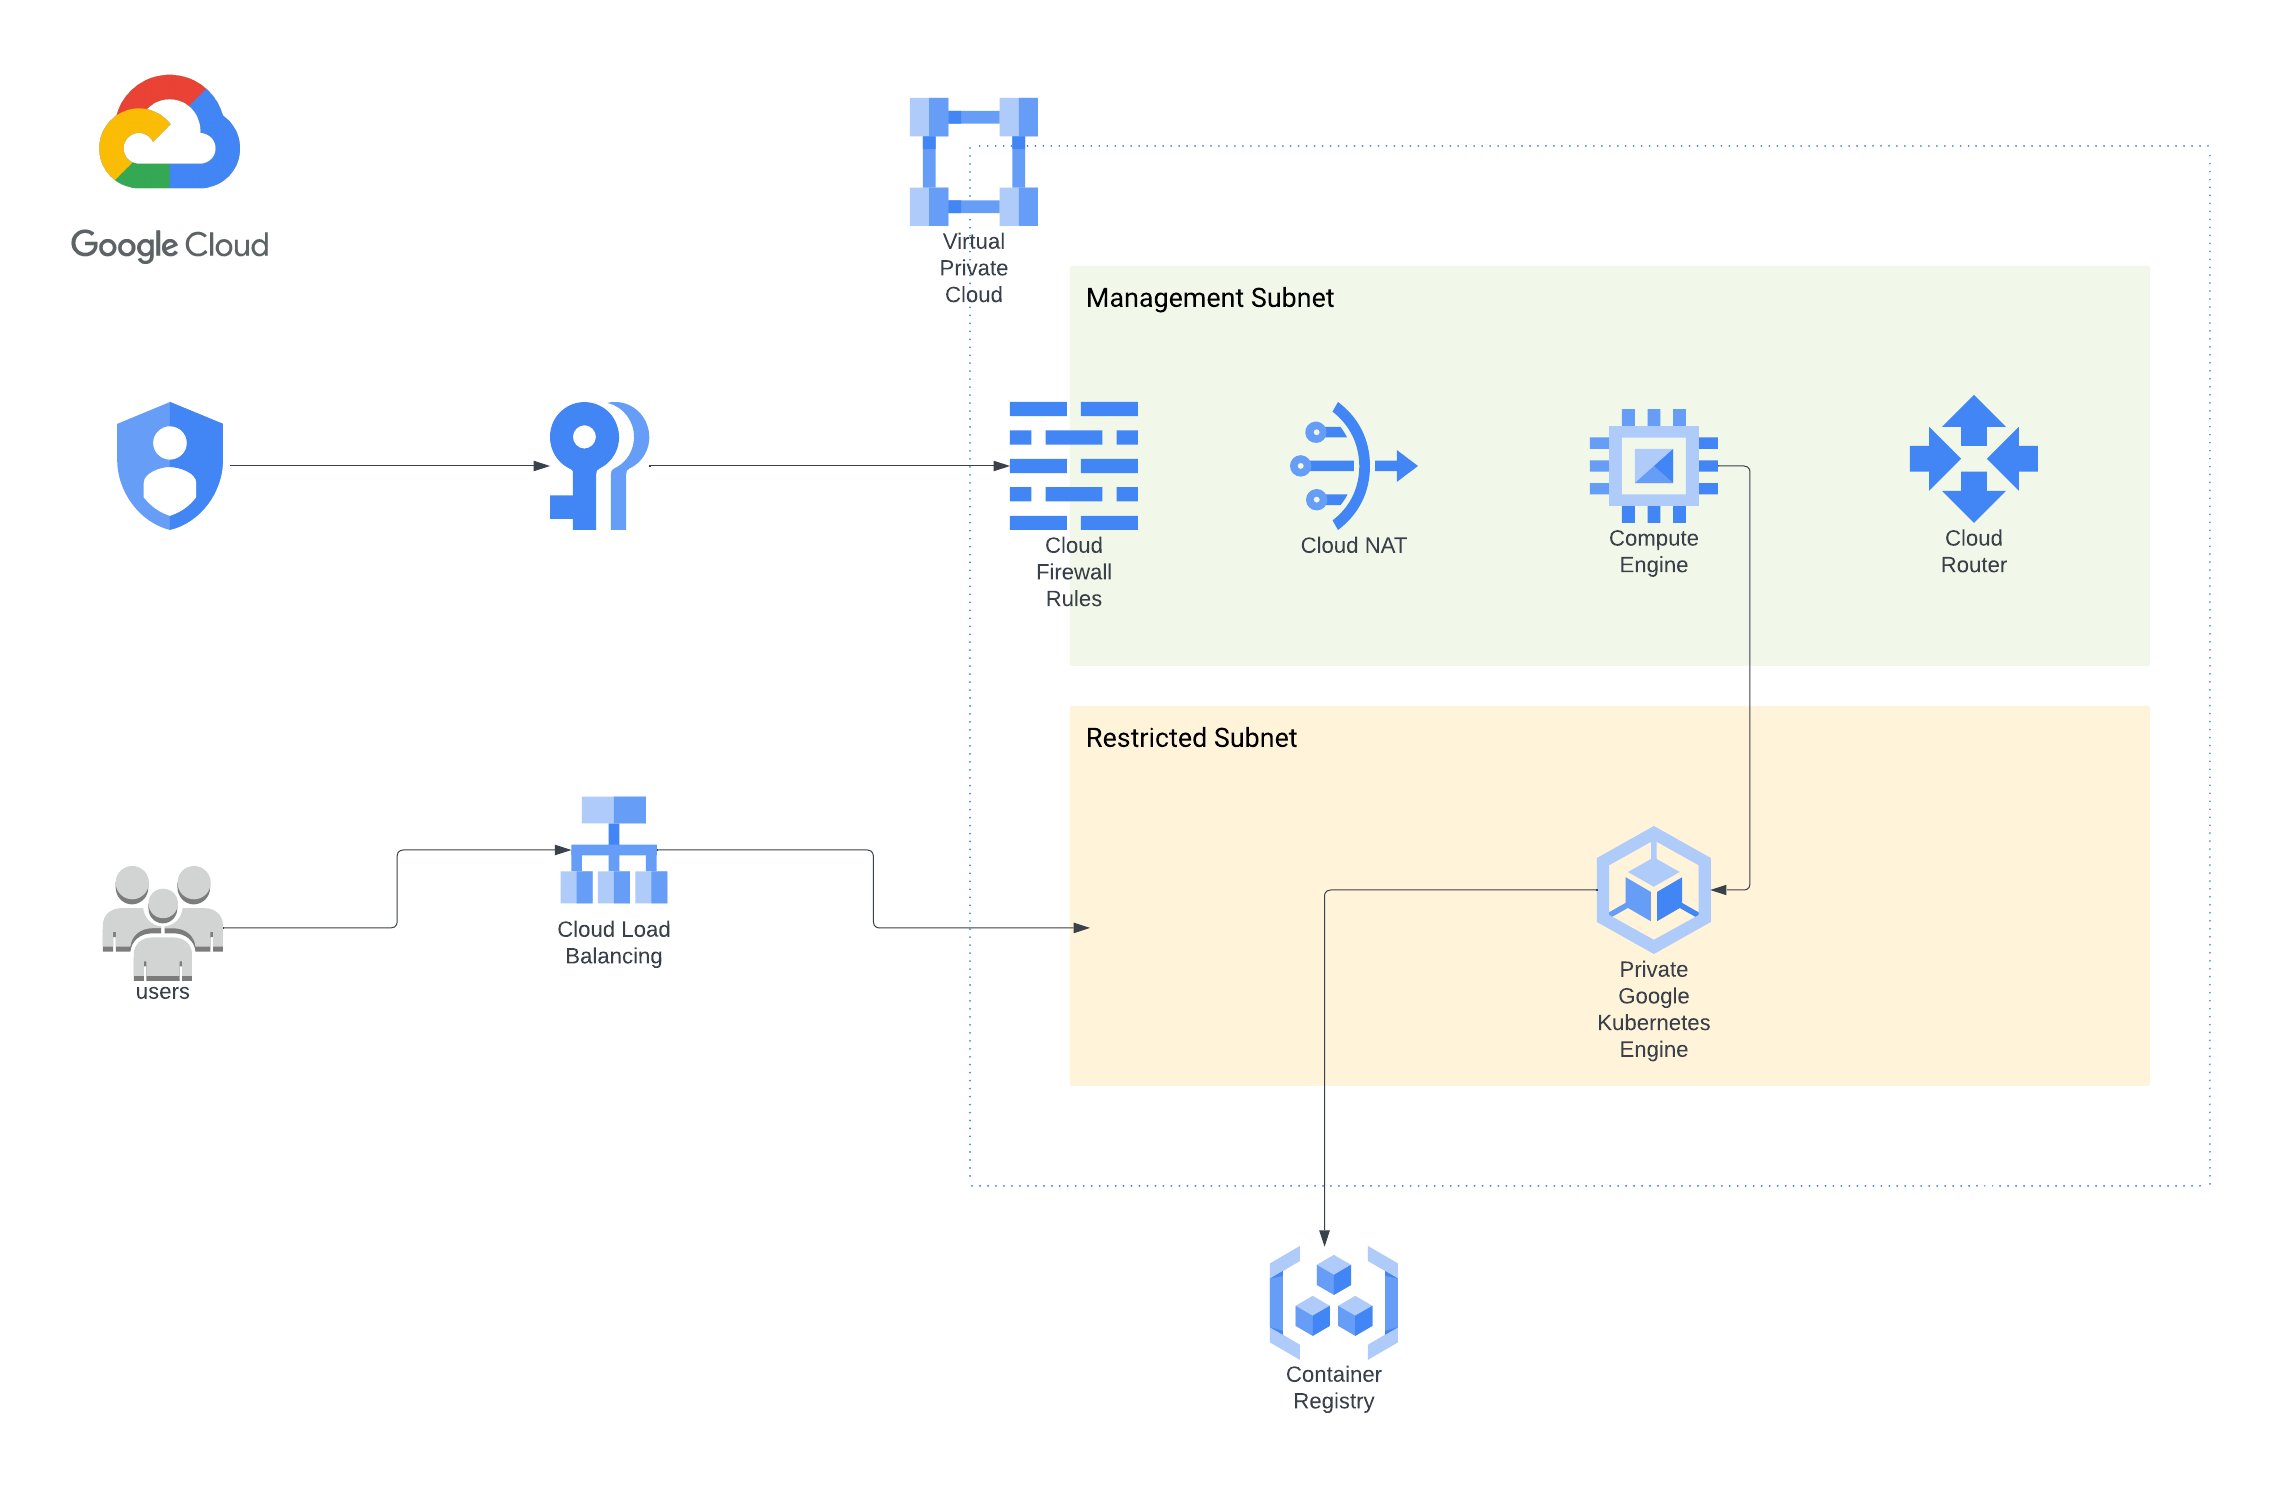 Google Cloud
Virtual
Private
Cloud
Management Subnet
Cloud
Firewall
Rules
Cloud NAT
Compute
Engine
Cloud
Router
Restricted Subnet
users
Cloud Load
Balancing
Private
Google
Kubernetes
Engine
Container
Registry